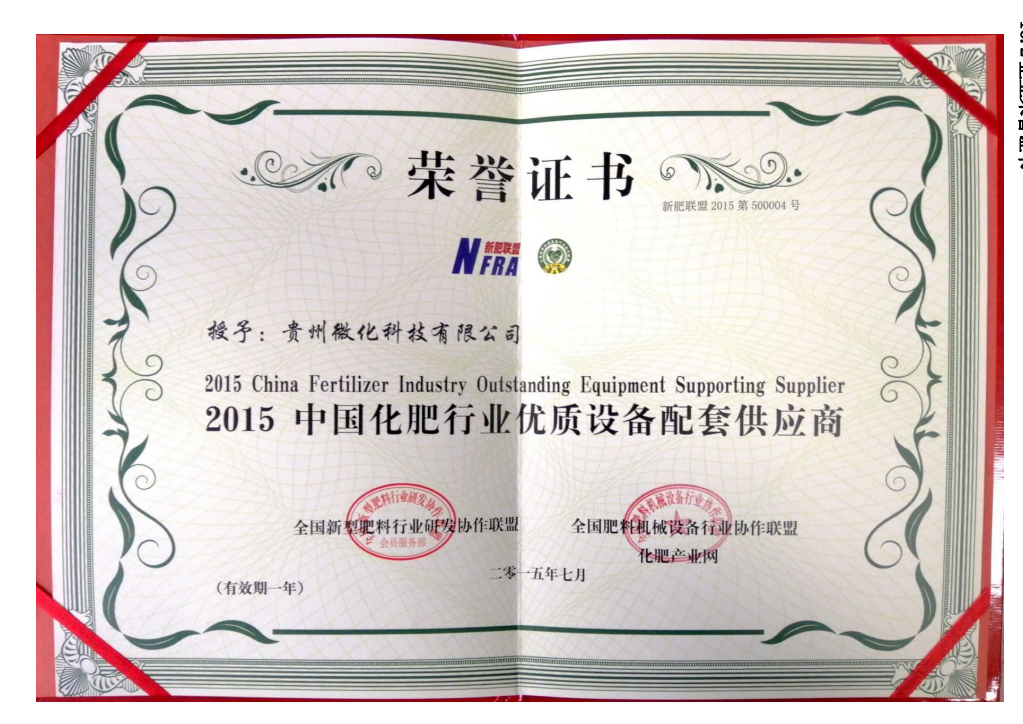 荣誉证书
新肥联盟 2015 第 500004 号
新肥联盟
NFRA
授予：贵州微化科技有限公司
2015 China Fertilizer Industry Outstanding Equipment Supporting Supplier
2015 中国化肥行业优质设备配套供应商
全国新型肥料行业研发协作联盟
会员服务部
全国肥料机械设备行业协作联盟
化肥产业网
二零一五年七月
（有效期一年）